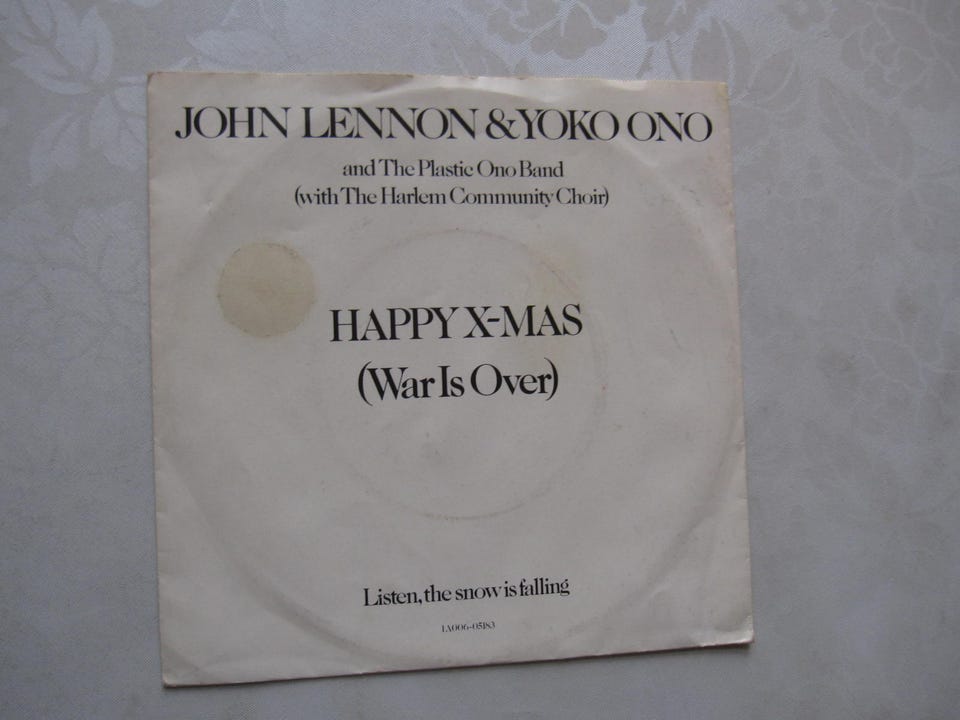 JOHN LENNON & YOKO ONO
and The Plastic Ono Band
(with The Harlem Community Choir)
HAPPY X-MAS
(War Is Over)
Listen, the snow is falling
1A006-05183